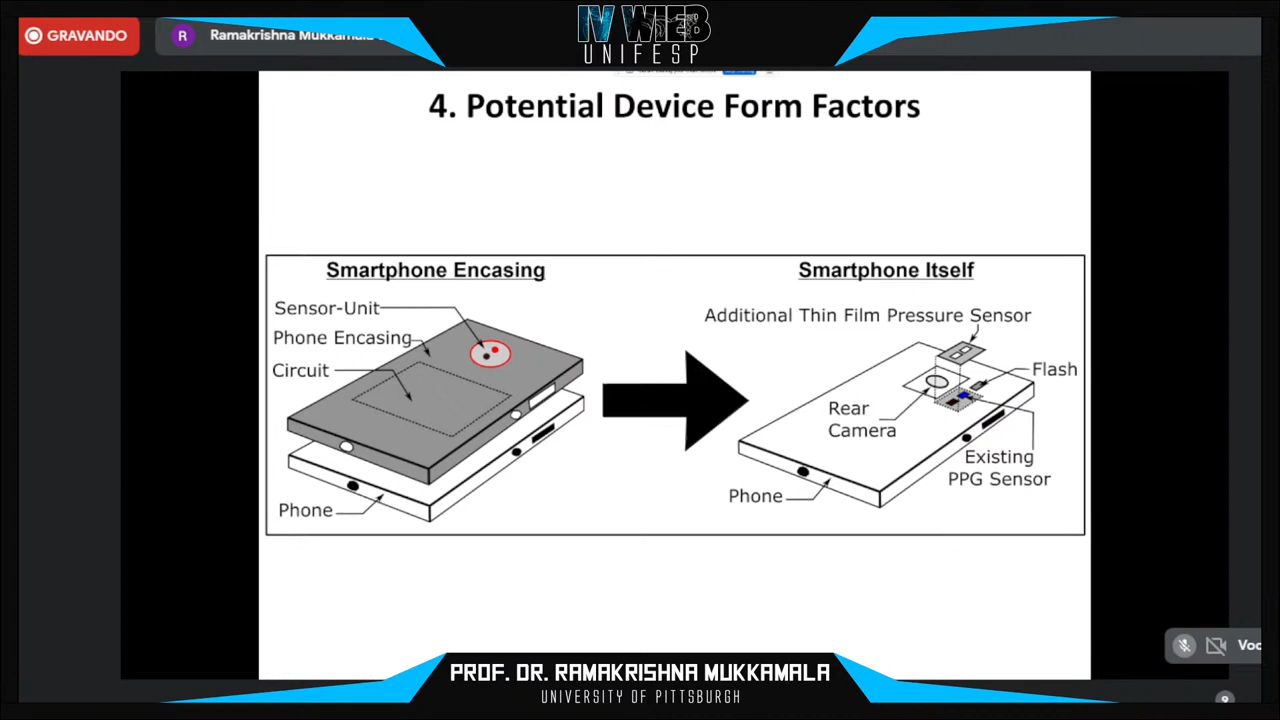 GRAVANDO
R
Ramakrishna Mukkamala
IV WEB
UNIFESP
4. Potential Device Form Factors
Smartphone Encasing
Sensor-Unit
Phone Encasing
Circuit
Phone
Smartphone Itself
Additional Thin Film Pressure Sensor
Flash
Rear
Camera
Existing
PPG Sensor
Phone
Voc
PROF. DR. RAMAKRISHNA MUKKAMALA
UNIVERSITY OF PITTSBURGH